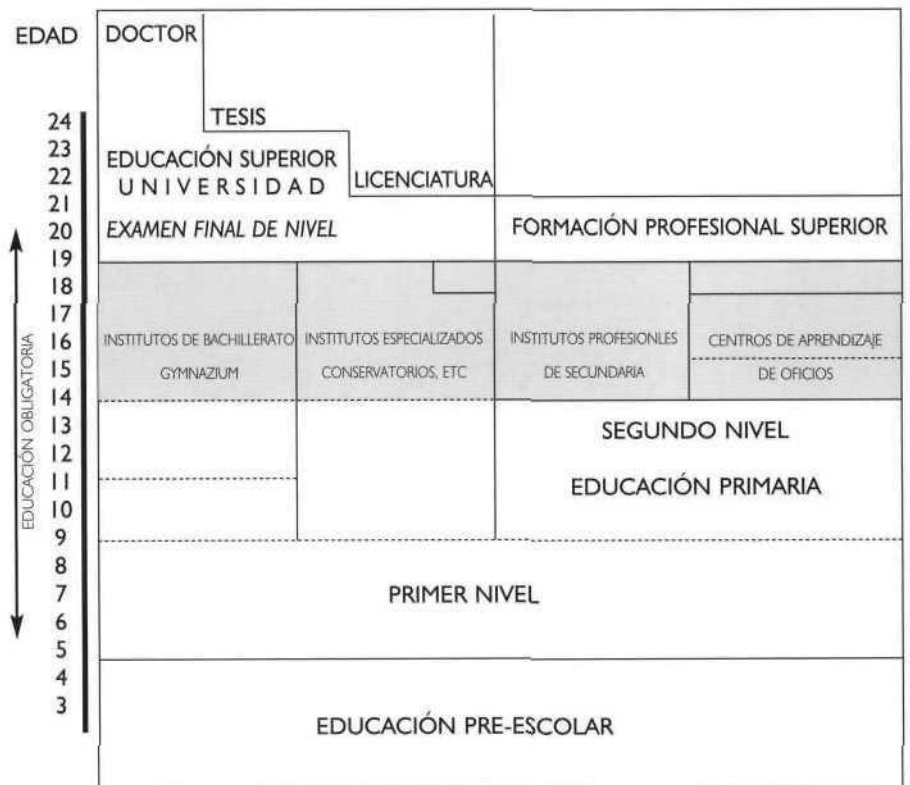 EDAD
DOCTOR
24
TESIS
23
EDUCACIÓN SUPERIOR
22
UNIVERSIDAD
LICENCIATURA
21
20
EXAMEN FINAL DE NIVEL
FORMACIÓN PROFESIONAL SUPERIOR
19
18
17
16
INSTITUTOS DE BACHILLERATO
INSTITUTOS ESPECIALIZADOS
INSTITUTOS PROFESIONLES
CENTROS DE APRENDIZAJE
15
GYMNAZIUM
CONSERVATORIOS, ETC
DE SECUNDARIA
DE OFICIOS
14
13
SEGUNDO NIVEL
12
11
EDUCACIÓN PRIMARIA
10
9
8
7
PRIMER NIVEL
6
5
4
3
EDUCACIÓN PRE-ESCOLAR
EDUCACIÓN OBLIGATORIA